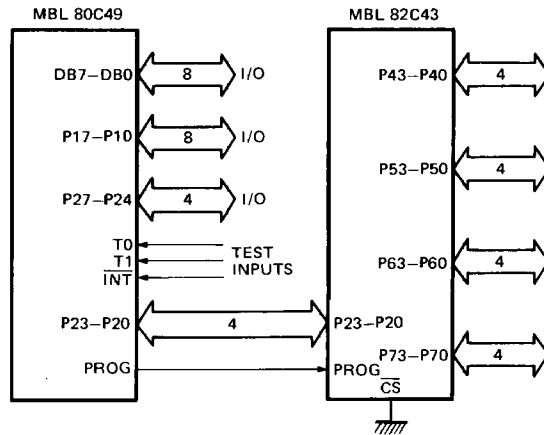 MBL 80C49
MBL 82C43
DB7–DB0
8
I/O
P17–P10
8
I/O
P27–P24
4
I/O
T0
T1
INT
TEST
INPUTS
P23–P20
4
PROG
P43–P40
4
P53–P50
4
P63–P60
4
P23–P20
P73–P70
4
PROG
CS